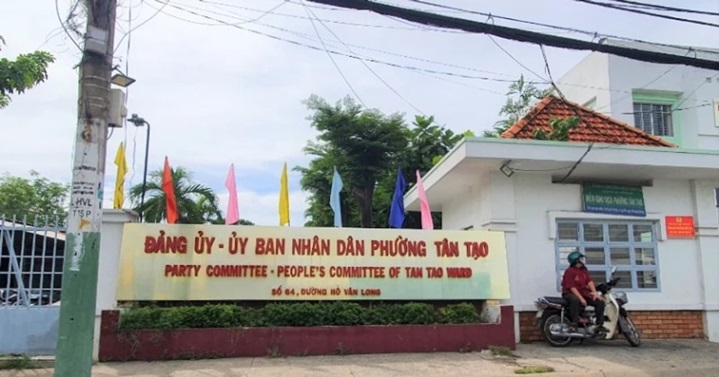 ĐẢNG ỦY - ỦY BAN NHÂN DÂN PHƯỜNG TÂN TẠO
PARTY COMMITTEE - PEOPLE'S COMMITTEE OF TAN TAO WARD
SỐ 64, ĐƯỜNG HỒ VĂN LONG
HVL